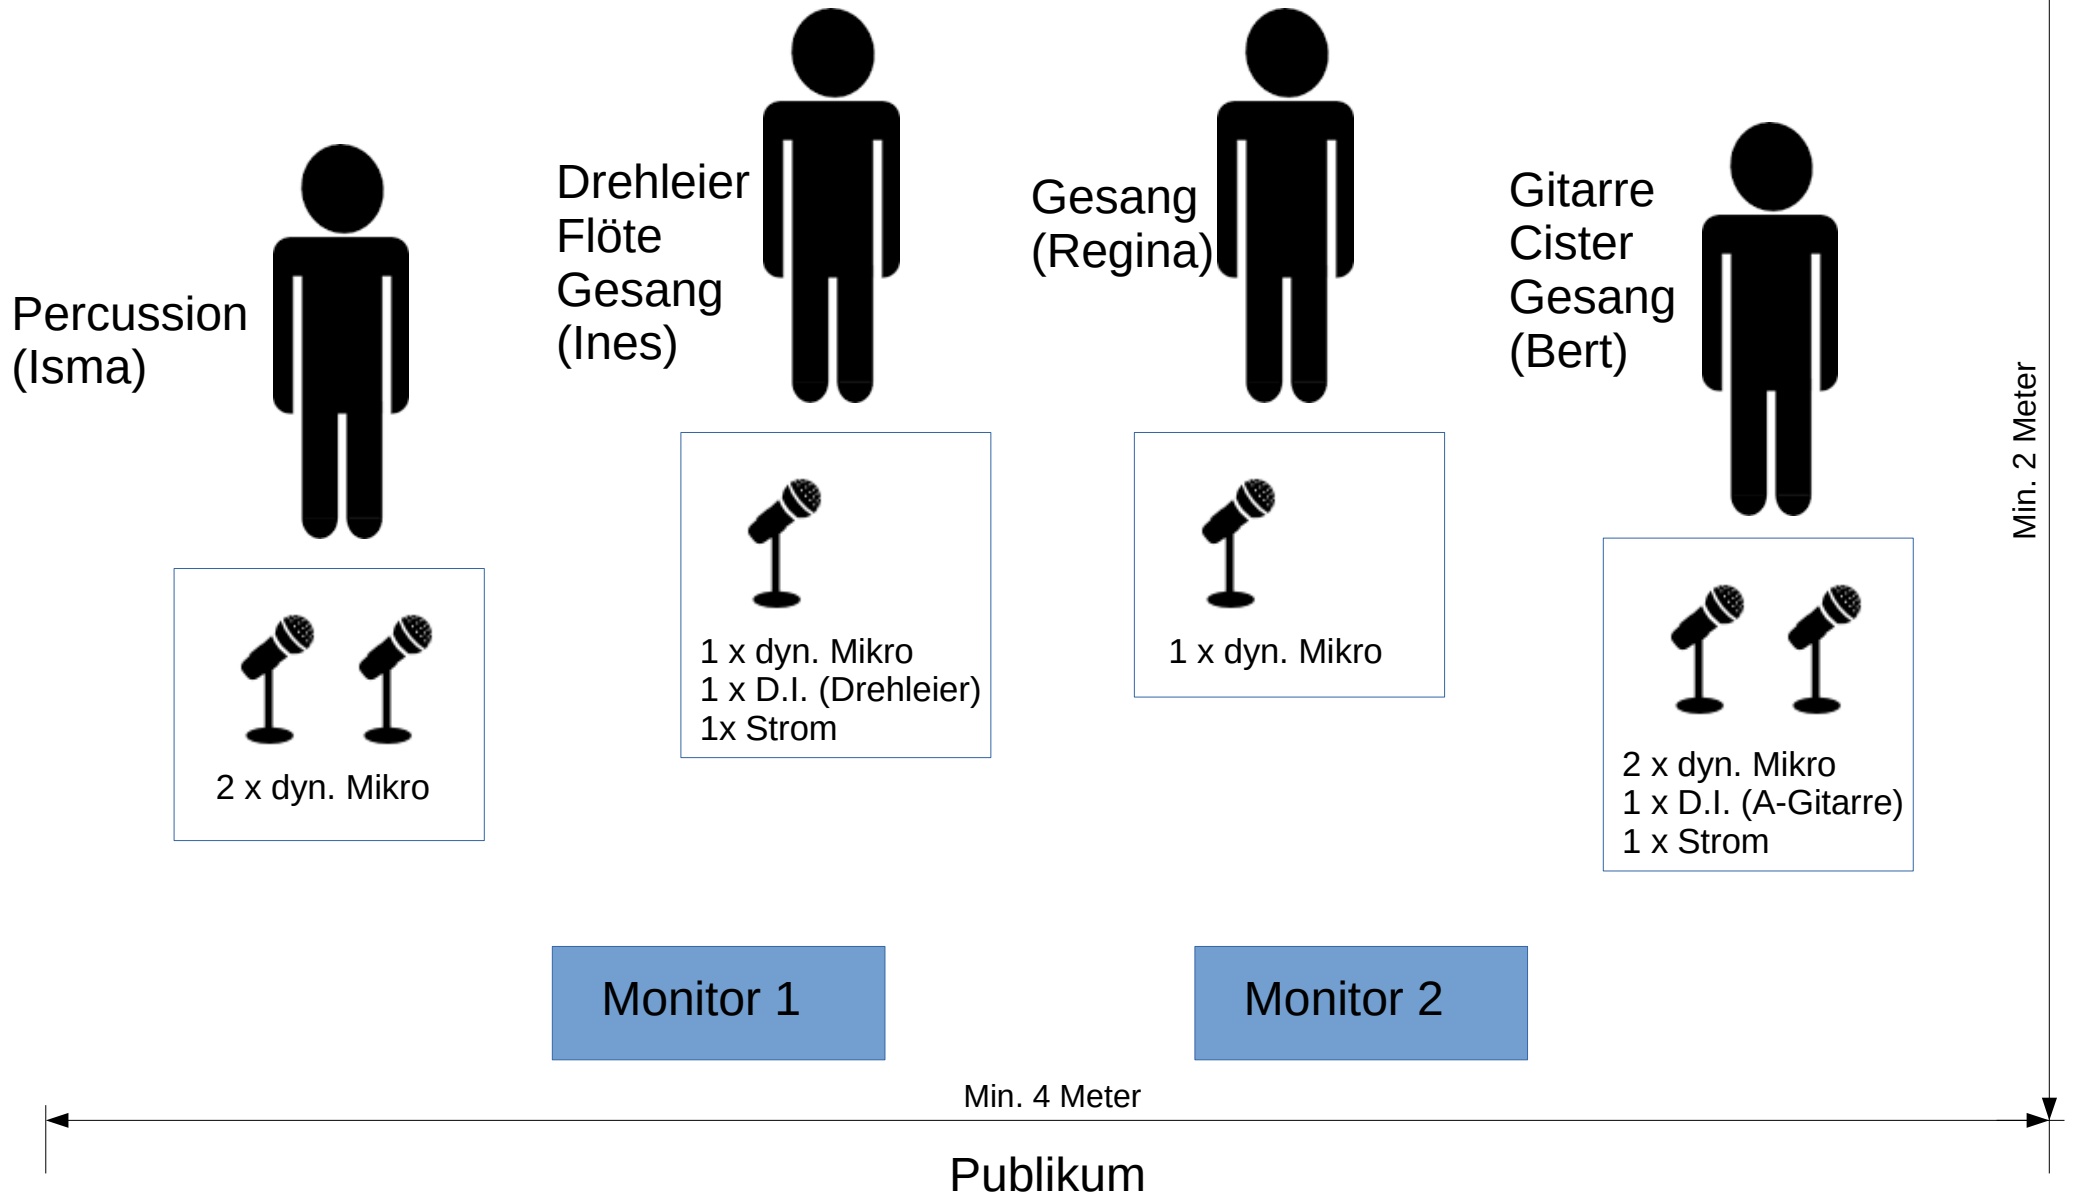 Percussion
(Isma)
Drehleier
Flöte
Gesang
(Ines)
Gesang
(Regina)
Gitarre
Cister
Gesang
(Bert)
Min. 2 Meter
2 x dyn. Mikro
1 x dyn. Mikro
1 x D.I. (Drehleier)
1x Strom
1 x dyn. Mikro
2 x dyn. Mikro
1 x D.I. (A-Gitarre)
1 x Strom
Monitor 1
Monitor 2
Min. 4 Meter
Publikum